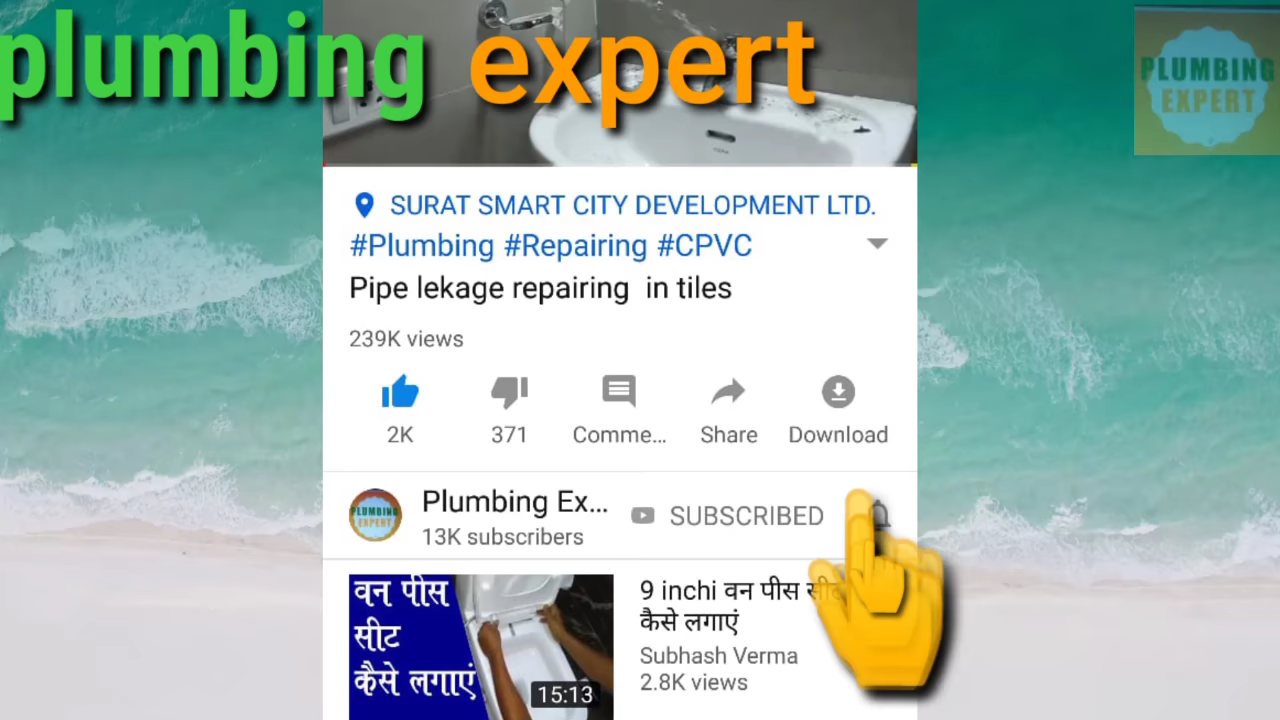 plumbing expert
PLUMBING
EXPERT
SURAT SMART CITY DEVELOPMENT LTD.
#Plumbing #Repairing #CPVC
Pipe lekage repairing in tiles
239K views
2K
371
Comme...
Share
Download
Plumbing Ex...
SUBSCRIBED
13K subscribers
PLUMBING
EXPERT
वन पीस
सीट
कैसे लगाएं
15:13
9 inchi वन पीस सीट
कैसे लगाएं
Subhash Verma
2.8K views